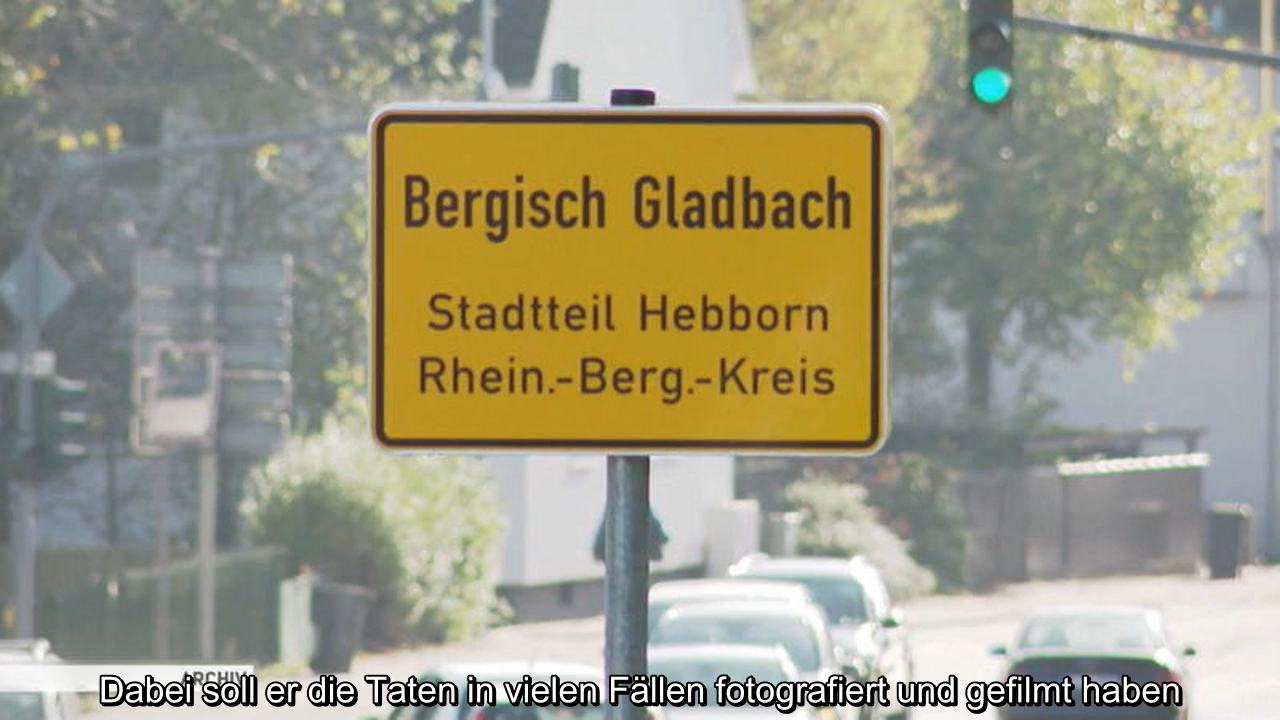 Bergisch Gladbach
Stadtteil Hebborn
Rhein.-Berg.-Kreis
ARCHIV
Dabei soll er die Taten in vielen Fällen fotografiert und gefilmt haben